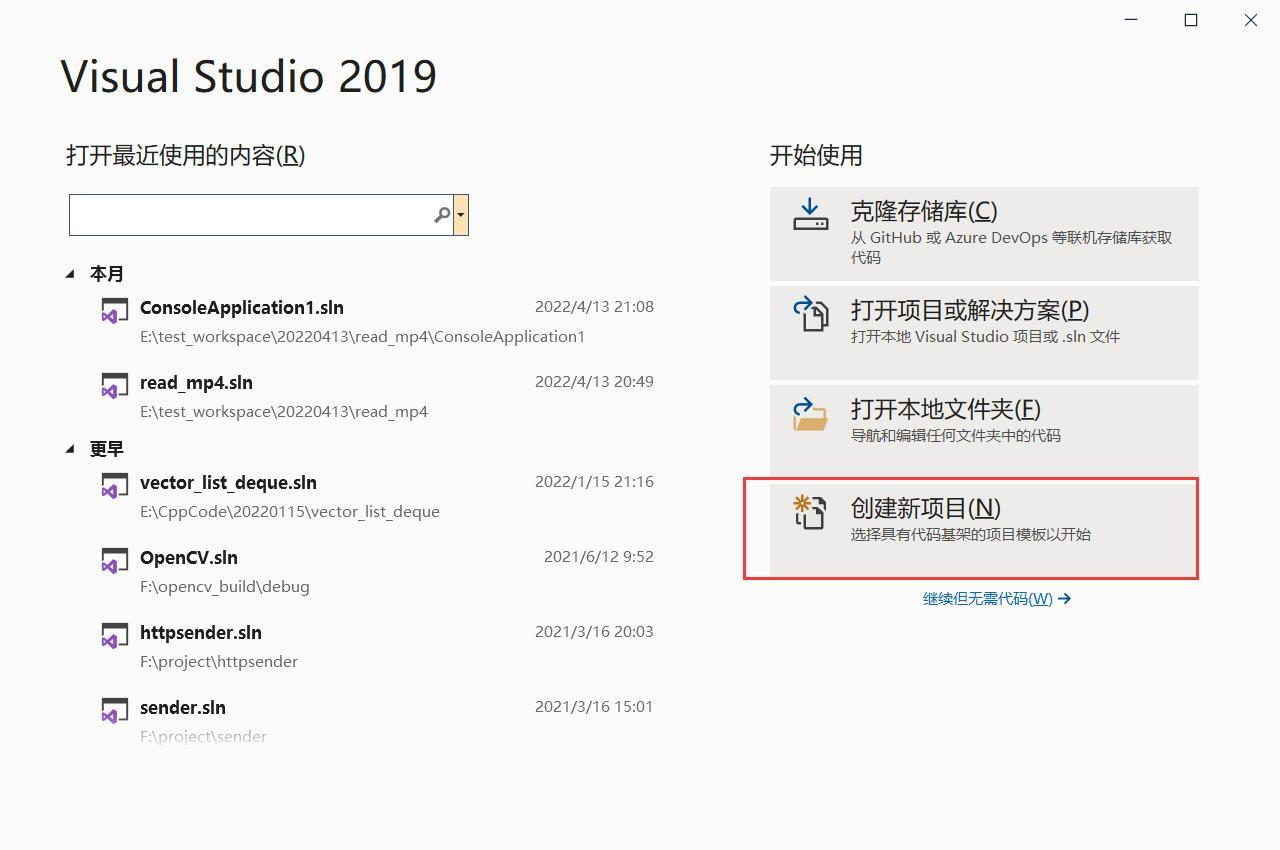 Visual Studio 2019
打开最近使用的内容(R)
本月
ConsoleApplication1.sln 2022/4/13 21:08
E:\test_workspace\20220413\read_mp4\ConsoleApplication1
read_mp4.sln 2022/4/13 20:49
E:\test_workspace\20220413\read_mp4
更早
vector_list_deque.sln 2022/1/15 21:16
E:\CppCode\20220115\vector_list_deque
OpenCV.sln 2021/6/12 9:52
F:\opencv_build\debug
httpsender.sln 2021/3/16 20:03
F:\project\httpsender
sender.sln 2021/3/16 15:01
F:\project\sender
开始使用
克隆存储库(C)
从 GitHub 或 Azure DevOps 等联机存储库获取
代码
打开项目或解决方案(P)
打开本地 Visual Studio 项目或 .sln 文件
打开本地文件夹(F)
导航和编辑任何文件夹中的代码
创建新项目(N)
选择具有代码基架的项目模板以开始
继续但无需代码(W)